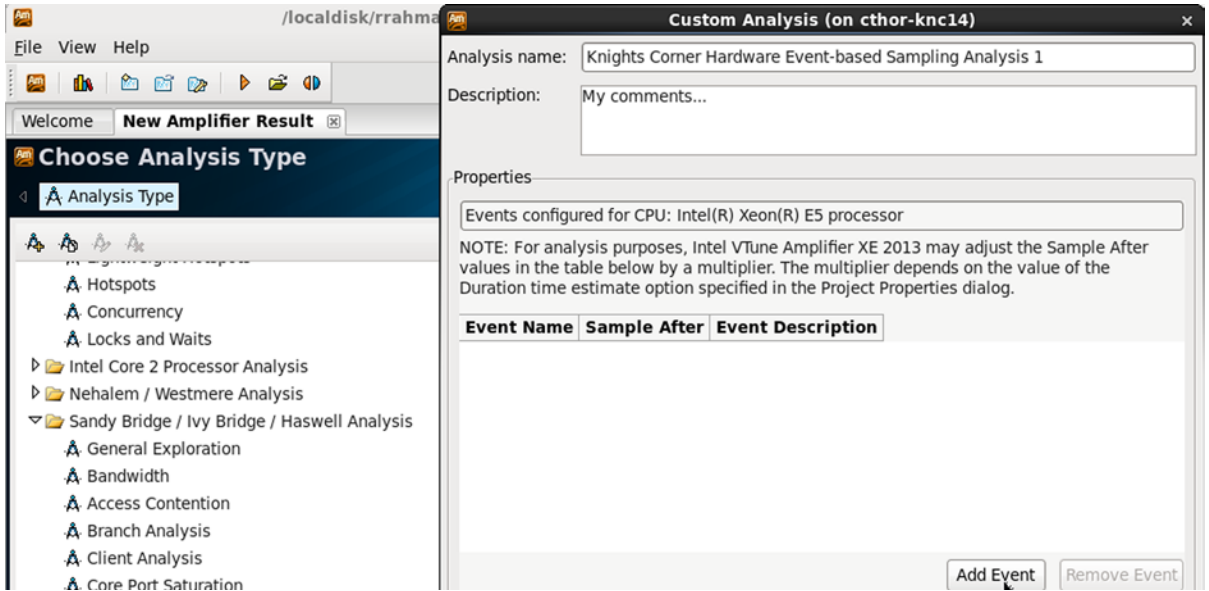 /localdisk/rrahma
File View Help
Welcome
New Amplifier Result
Choose Analysis Type
Analysis Type
Hotspots
Concurrency
Locks and Waits
Intel Core 2 Processor Analysis
Nehalem / Westmere Analysis
Sandy Bridge / Ivy Bridge / Haswell Analysis
General Exploration
Bandwidth
Access Contention
Branch Analysis
Client Analysis
Core Port Saturation
Custom Analysis (on cthor-knc14)
Analysis name: Knights Corner Hardware Event-based Sampling Analysis 1
Description: My comments...
Properties
Events configured for CPU: Intel(R) Xeon(R) E5 processor
NOTE: For analysis purposes, Intel VTune Amplifier XE 2013 may adjust the Sample After
values in the table below by a multiplier. The multiplier depends on the value of the
Duration time estimate option specified in the Project Properties dialog.
Event Name Sample After Event Description
Add Event Remove Event